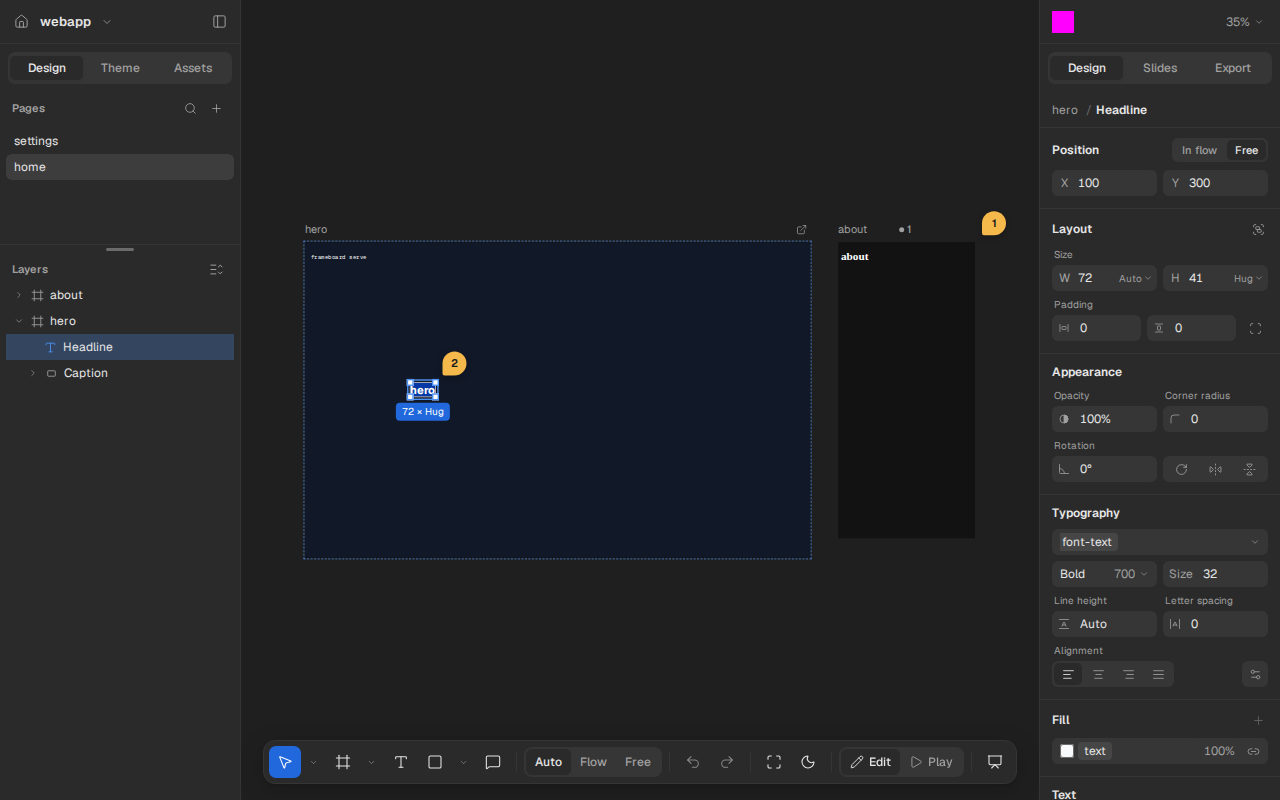 webapp
Design Theme Assets
Pages
settings
home
Layers
about
hero
Headline
Caption
hero
about 1
1
frameboard serve
about
2
hero
72 × Hug
Auto Flow Free
Edit Play
35%
Design Slides Export
hero / Headline
Position In flow Free
X 100 Y 300
Layout
Size
W 72 Auto H 41 Hug
Padding
0 0
Appearance
Opacity Corner radius
100% 0
Rotation
0°
Typography
font-text
Bold 700 Size 32
Line height Letter spacing
Auto 0
Alignment
Fill
text 100%
Text